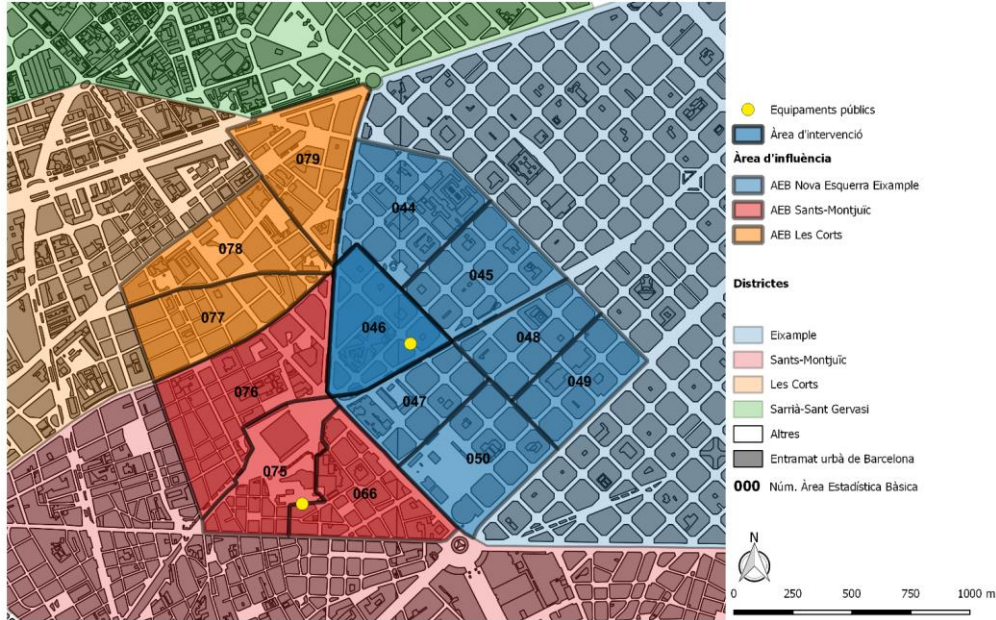 079
044
078
045
077
046
048
049
076
047
050
075
066
Equipaments públics
Àrea d'intervenció
Àrea d'influència
AEB Nova Esquerra Eixample
AEB Sants-Montjuïc
AEB Les Corts
Districtes
Eixample
Sants-Montjuïc
Les Corts
Sarrià-Sant Gervasi
Altres
Entramat urbà de Barcelona
000 Núm. Àrea Estadística Bàsica
N
0 250 500 750 1000 m